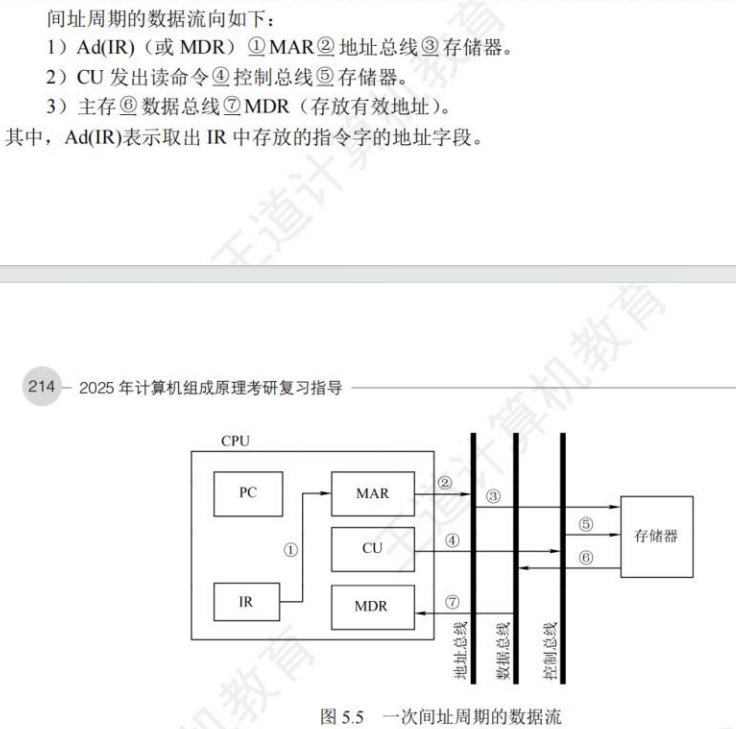 间址周期的数据流向如下：
1）Ad(IR)（或 MDR）①MAR②地址总线③存储器。
2）CU 发出读命令④控制总线⑤存储器。
3）主存⑥数据总线⑦MDR（存放有效地址）。
其中，Ad(IR)表示取出 IR 中存放的指令字的地址字段。
王道计算机教育
214 2025 年计算机组成原理考研复习指导
王道计算机教育
CPU
PC
MAR
②
③
①
CU
④
⑤
存储器
⑥
IR
MDR
⑦
地址总线
数据总线
控制总线
机教育
图 5.5 一次间址周期的数据流